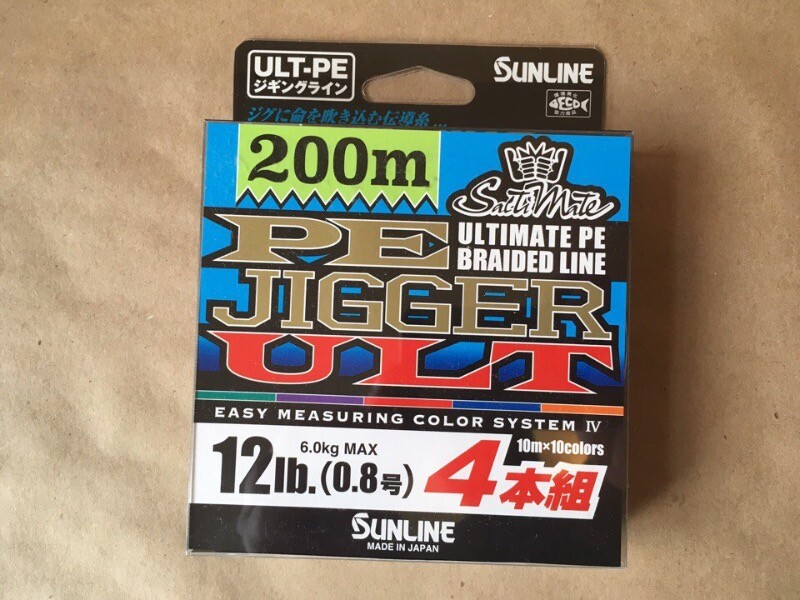 ULT-PE
ジギングライン
SUNLINE
ECO
ジグに命を吹き込む伝導糸...
200m
SaltiMate
PE
ULTIMATE PE
BRAIDED LINE
JIGGER
ULT
EASY MEASURING COLOR SYSTEM IV
12lb.(0.8号)
6.0kg MAX
4本組
10m×10colors
SUNLINE
MADE IN JAPAN